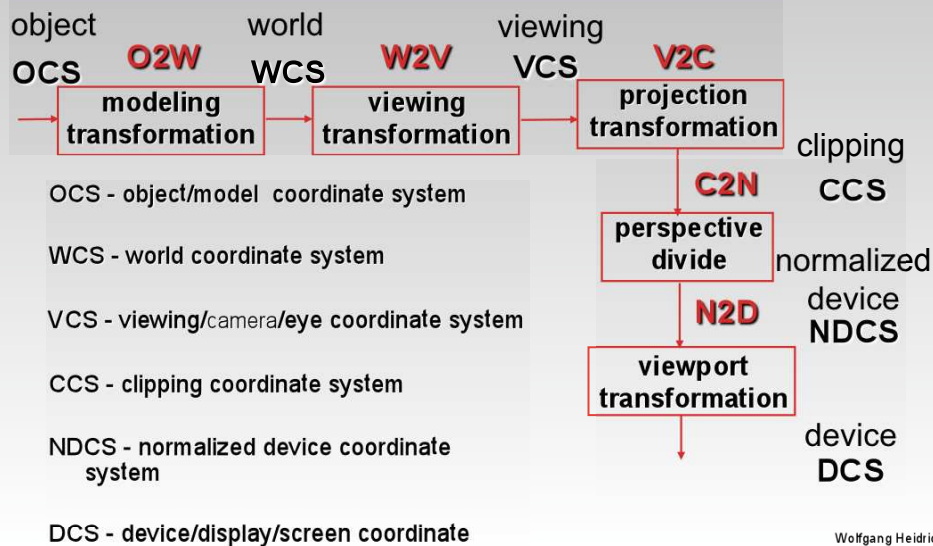 object
OCS
O2W
world
WCS
W2V
viewing
VCS
V2C
modeling
transformation
viewing
transformation
projection
transformation
clipping
CCS
C2N
perspective
divide
normalized
device
NDCS
N2D
viewport
transformation
device
DCS
OCS - object/model coordinate system
WCS - world coordinate system
VCS - viewing/camera/eye coordinate system
CCS - clipping coordinate system
NDCS - normalized device coordinate
system
DCS - device/display/screen coordinate
Wolfgang Heidric